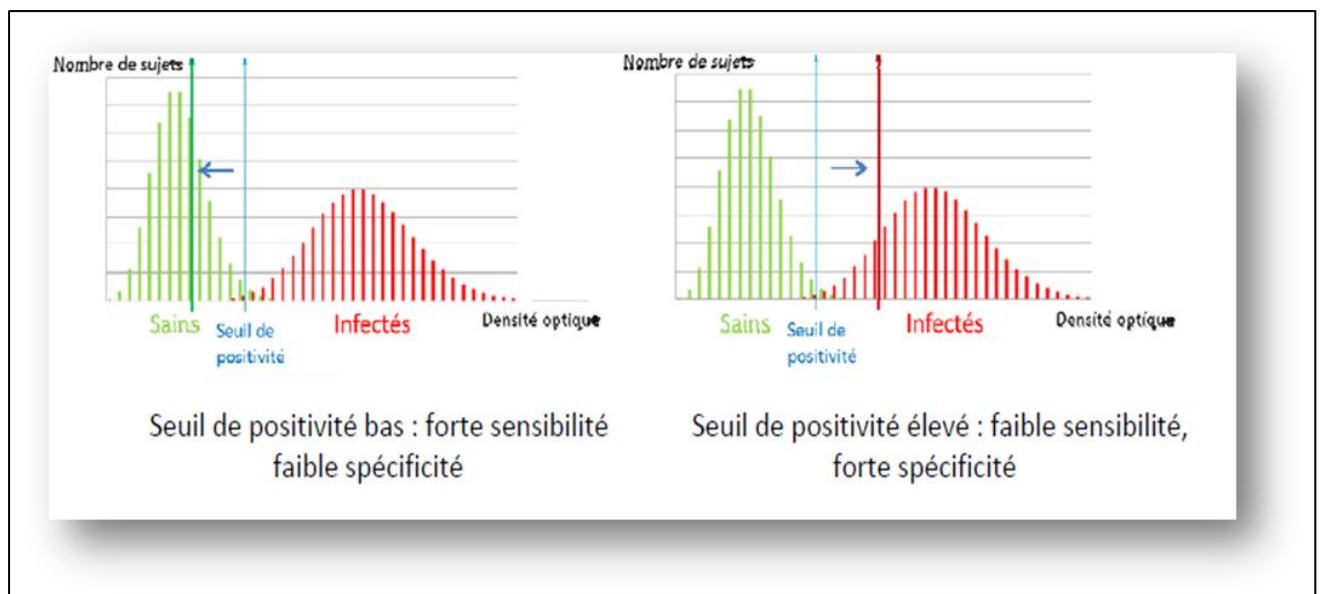 Nombre de sujets
Sains
Seuil de
positivité
Infectés
Densité optique
Seuil de positivité bas : forte sensibilité
faible spécificité
Nombre de sujets
Sains
Seuil de
positivité
Infectés
Densité optique
Seuil de positivité élevé : faible sensibilité,
forte spécificité